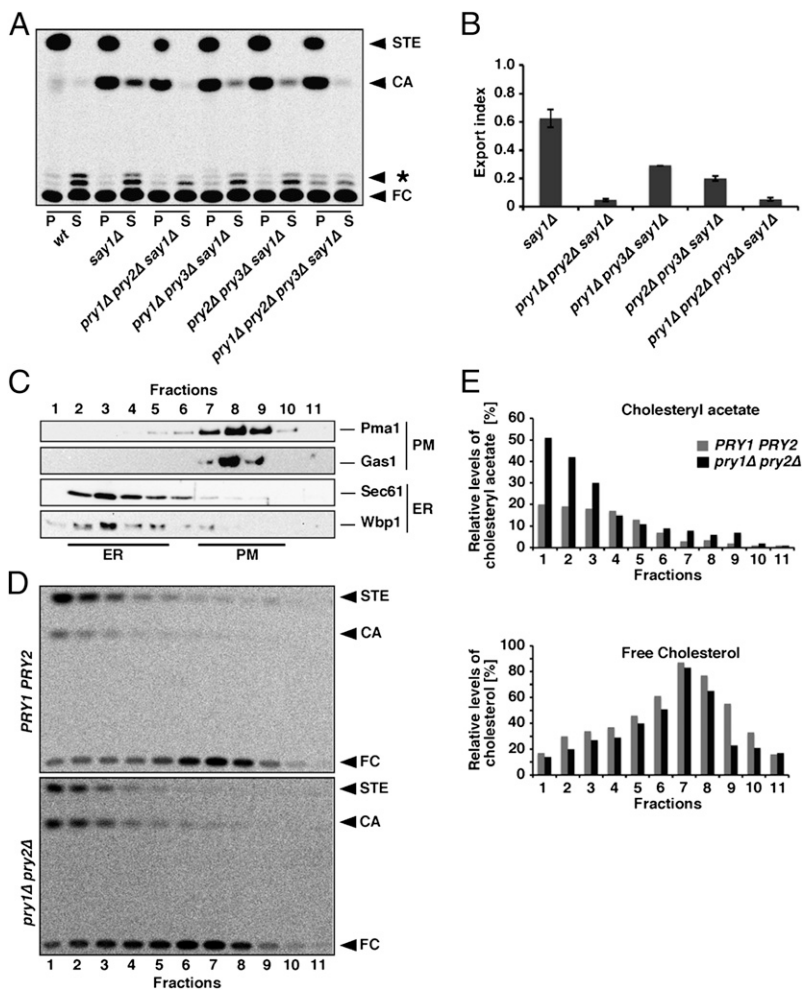 A
STE
CA
*
FC
P S P S P S P S P S P S
wt
say1Δ
pry1Δ pry2Δ say1Δ
pry1Δ pry3Δ say1Δ
pry2Δ pry3Δ say1Δ
pry1Δ pry2Δ pry3Δ say1Δ
B
Export index
1.0
0.8
0.6
0.4
0.2
0
say1Δ
pry1Δ pry2Δ say1Δ
pry1Δ pry3Δ say1Δ
pry2Δ pry3Δ say1Δ
pry1Δ pry2Δ pry3Δ say1Δ
C
Fractions
1 2 3 4 5 6 7 8 9 10 11
Pma1
Gas1
PM
Sec61
Wbp1
ER
ER PM
D
PRY1 PRY2
STE
CA
FC
pry1Δ pry2Δ
STE
CA
FC
1 2 3 4 5 6 7 8 9 10 11
Fractions
E
Cholesteryl acetate
Relative levels of
cholesteryl acetate [%]
60
50
40
30
20
10
0
PRY1 PRY2
pry1Δ pry2Δ
1 2 3 4 5 6 7 8 9 10 11
Fractions
Free Cholesterol
Relative levels of
cholesterol [%]
100
80
60
40
20
0
1 2 3 4 5 6 7 8 9 10 11
Fractions